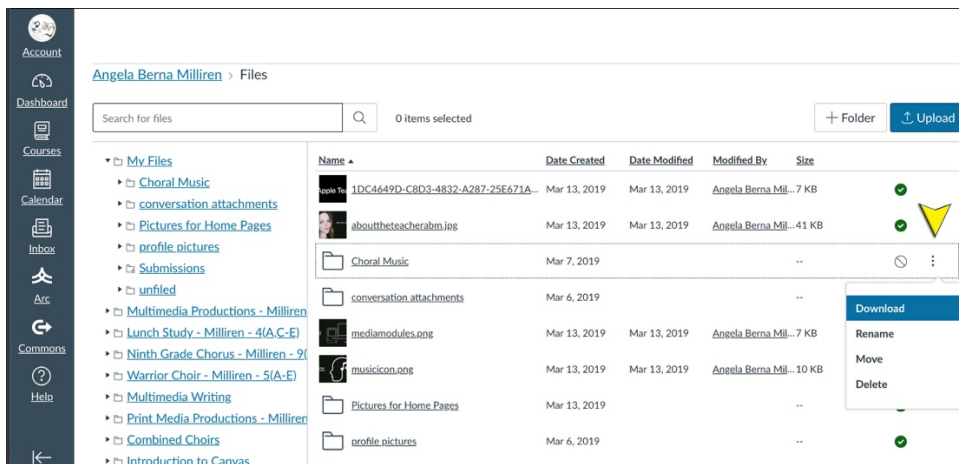 Account
Dashboard
Courses
Calendar
Inbox
Arc
Commons
Help
Angela Berna Milliren > Files
Search for files
0 items selected
+ Folder
Upload
My Files
Choral Music
conversation attachments
Pictures for Home Pages
profile pictures
Submissions
unfiled
Multimedia Productions - Milliren
Lunch Study - Milliren - 4(A,C-E)
Ninth Grade Chorus - Milliren - 9(
Warrior Choir - Milliren - 5(A-E)
Multimedia Writing
Print Media Productions - Milliren
Combined Choirs
Introduction to Canvas
Name Date Created Date Modified Modified By Size
Apple Tea 1DC4649D-C8D3-4832-A287-25E671A... Mar 13, 2019 Mar 13, 2019 Angela Berna Mil... 7 KB
abouttheteacherabm.jpg Mar 13, 2019 Mar 13, 2019 Angela Berna Mil... 41 KB
Choral Music Mar 7, 2019 --
conversation attachments Mar 6, 2019 --
mediamodules.png Mar 13, 2019 Mar 13, 2019 Angela Berna Mil... 7 KB
musicicon.png Mar 13, 2019 Mar 13, 2019 Angela Berna Mil... 10 KB
Pictures for Home Pages Mar 13, 2019 --
profile pictures Mar 6, 2019 --
Download
Rename
Move
Delete